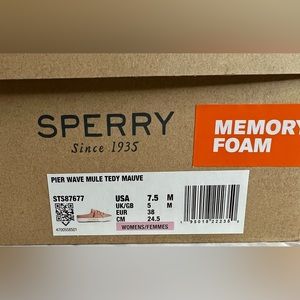 SPERRY
Since 1935
MEMORY
FOAM
PIER WAVE MULE TEDY MAUVE
STS87677
USA 7.5 M
UK/GB 5 M
EUR 38
CM 24.5
WOMENS/FEMMES